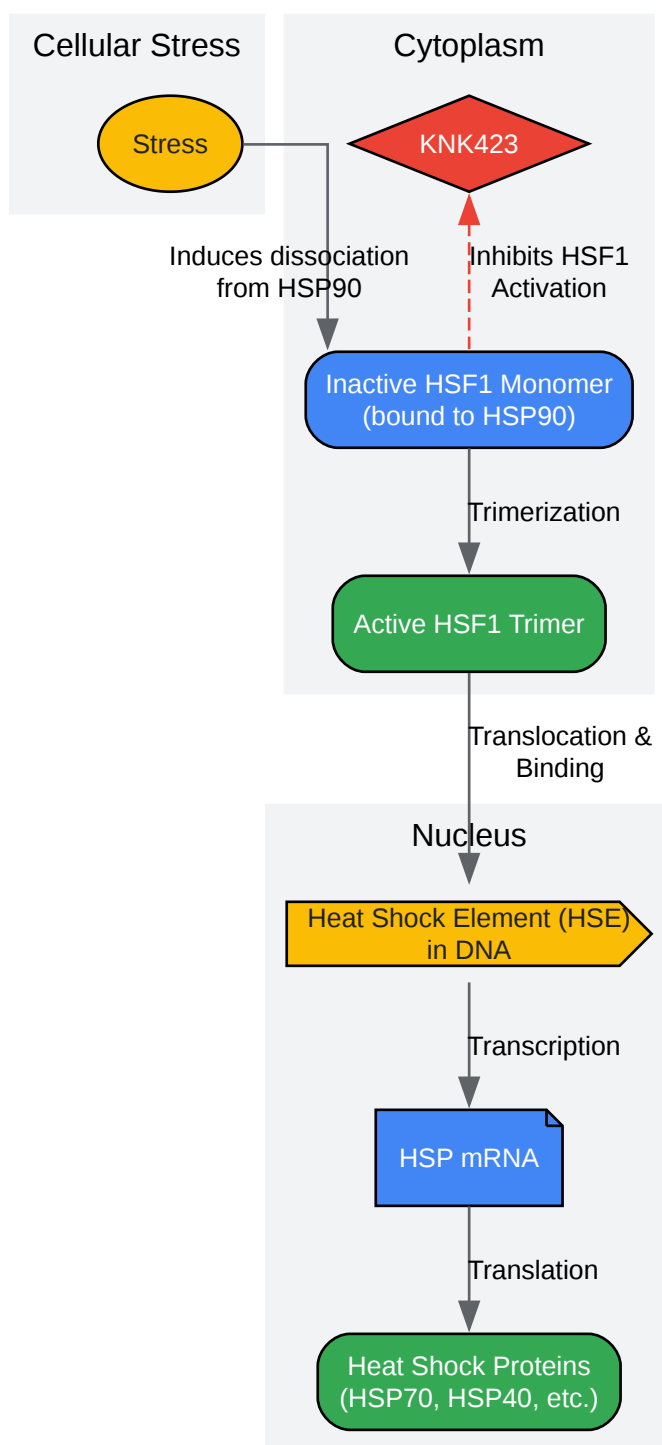 Cellular Stress
Cytoplasm
Stress
KNK423
Induces dissociation
from HSP90
Inhibits HSF1
Activation
Inactive HSF1 Monomer
(bound to HSP90)
Trimerization
Active HSF1 Trimer
Translocation &
Binding
Nucleus
Heat Shock Element (HSE)
in DNA
Transcription
HSP mRNA
Translation
Heat Shock Proteins
(HSP70, HSP40, etc.)